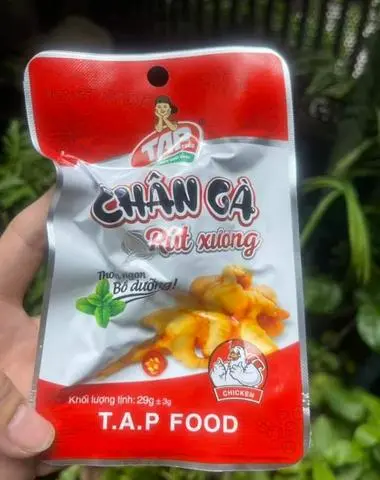 TAP
CHÂN GÀ
Rút xương
Thơm ngon
Bổ dưỡng!
CHICKEN
Khối lượng tịnh: 29g ± 3g
T.A.P FOOD